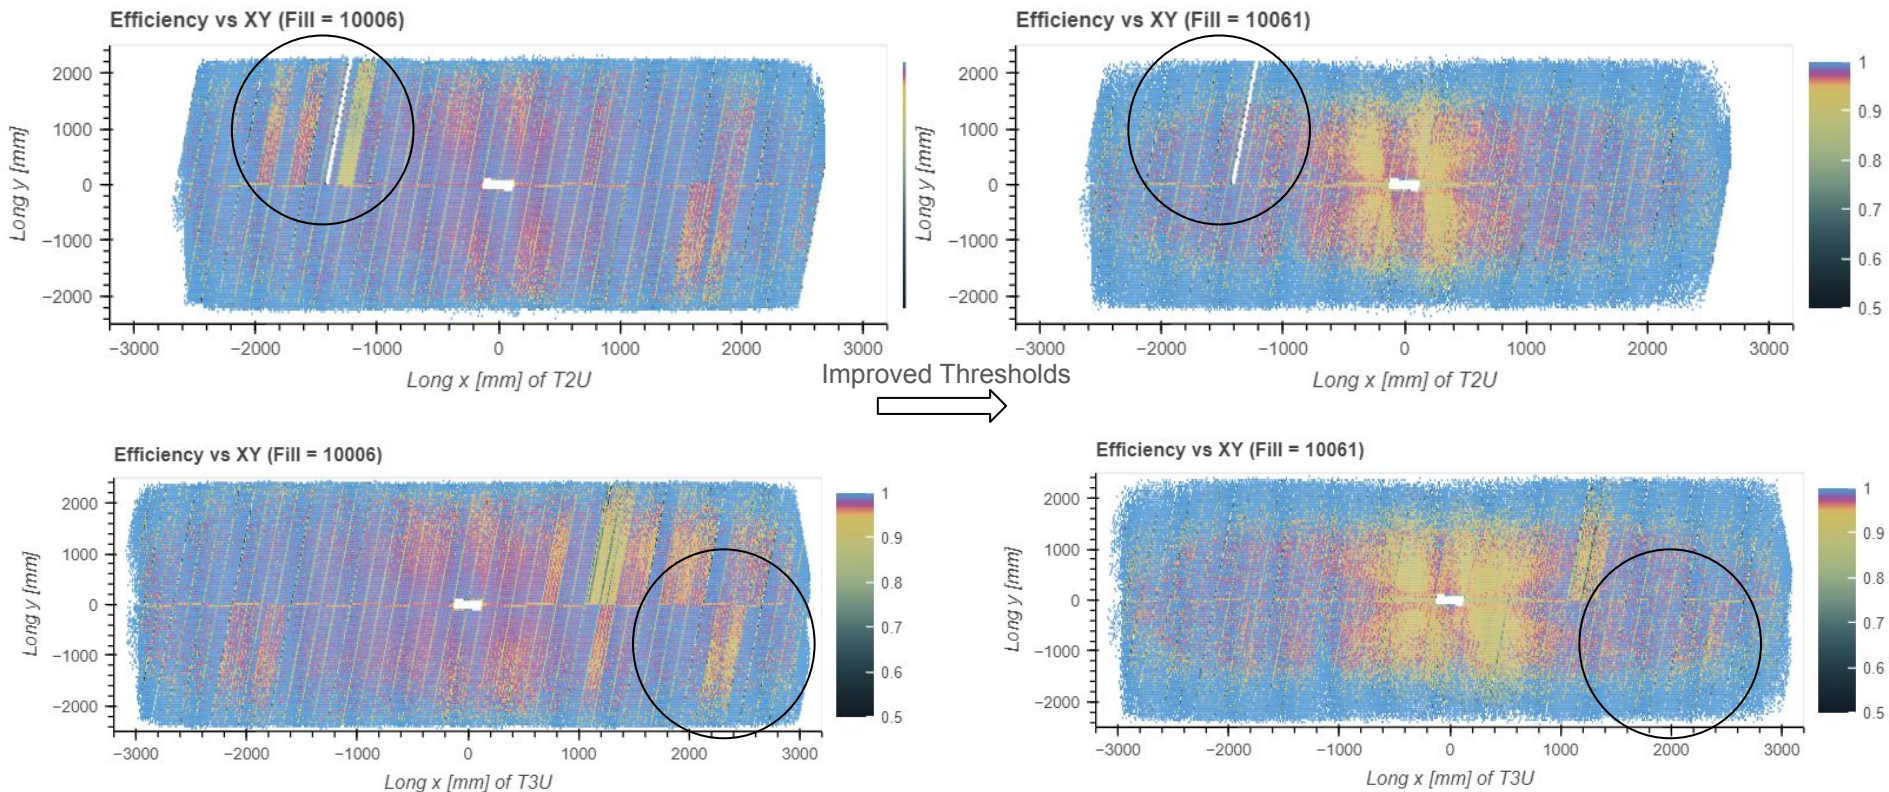 Efficiency vs XY (Fill = 10006)
2000
1000
0
−1000
−2000
Long y [mm]
−3000 −2000 −1000 0 1000 2000 3000
Long x [mm] of T2U
Efficiency vs XY (Fill = 10061)
2000
1000
0
−1000
−2000
Long y [mm]
−3000 −2000 −1000 0 1000 2000 3000
Long x [mm] of T2U
1
0.9
0.8
0.7
0.6
0.5
Improved Thresholds
Efficiency vs XY (Fill = 10006)
2000
1000
0
−1000
−2000
Long y [mm]
−3000 −2000 −1000 0 1000 2000 3000
Long x [mm] of T3U
1
0.9
0.8
0.7
0.6
0.5
Efficiency vs XY (Fill = 10061)
2000
1000
0
−1000
−2000
Long y [mm]
−3000 −2000 −1000 0 1000 2000 3000
Long x [mm] of T3U
1
0.9
0.8
0.7
0.6
0.5